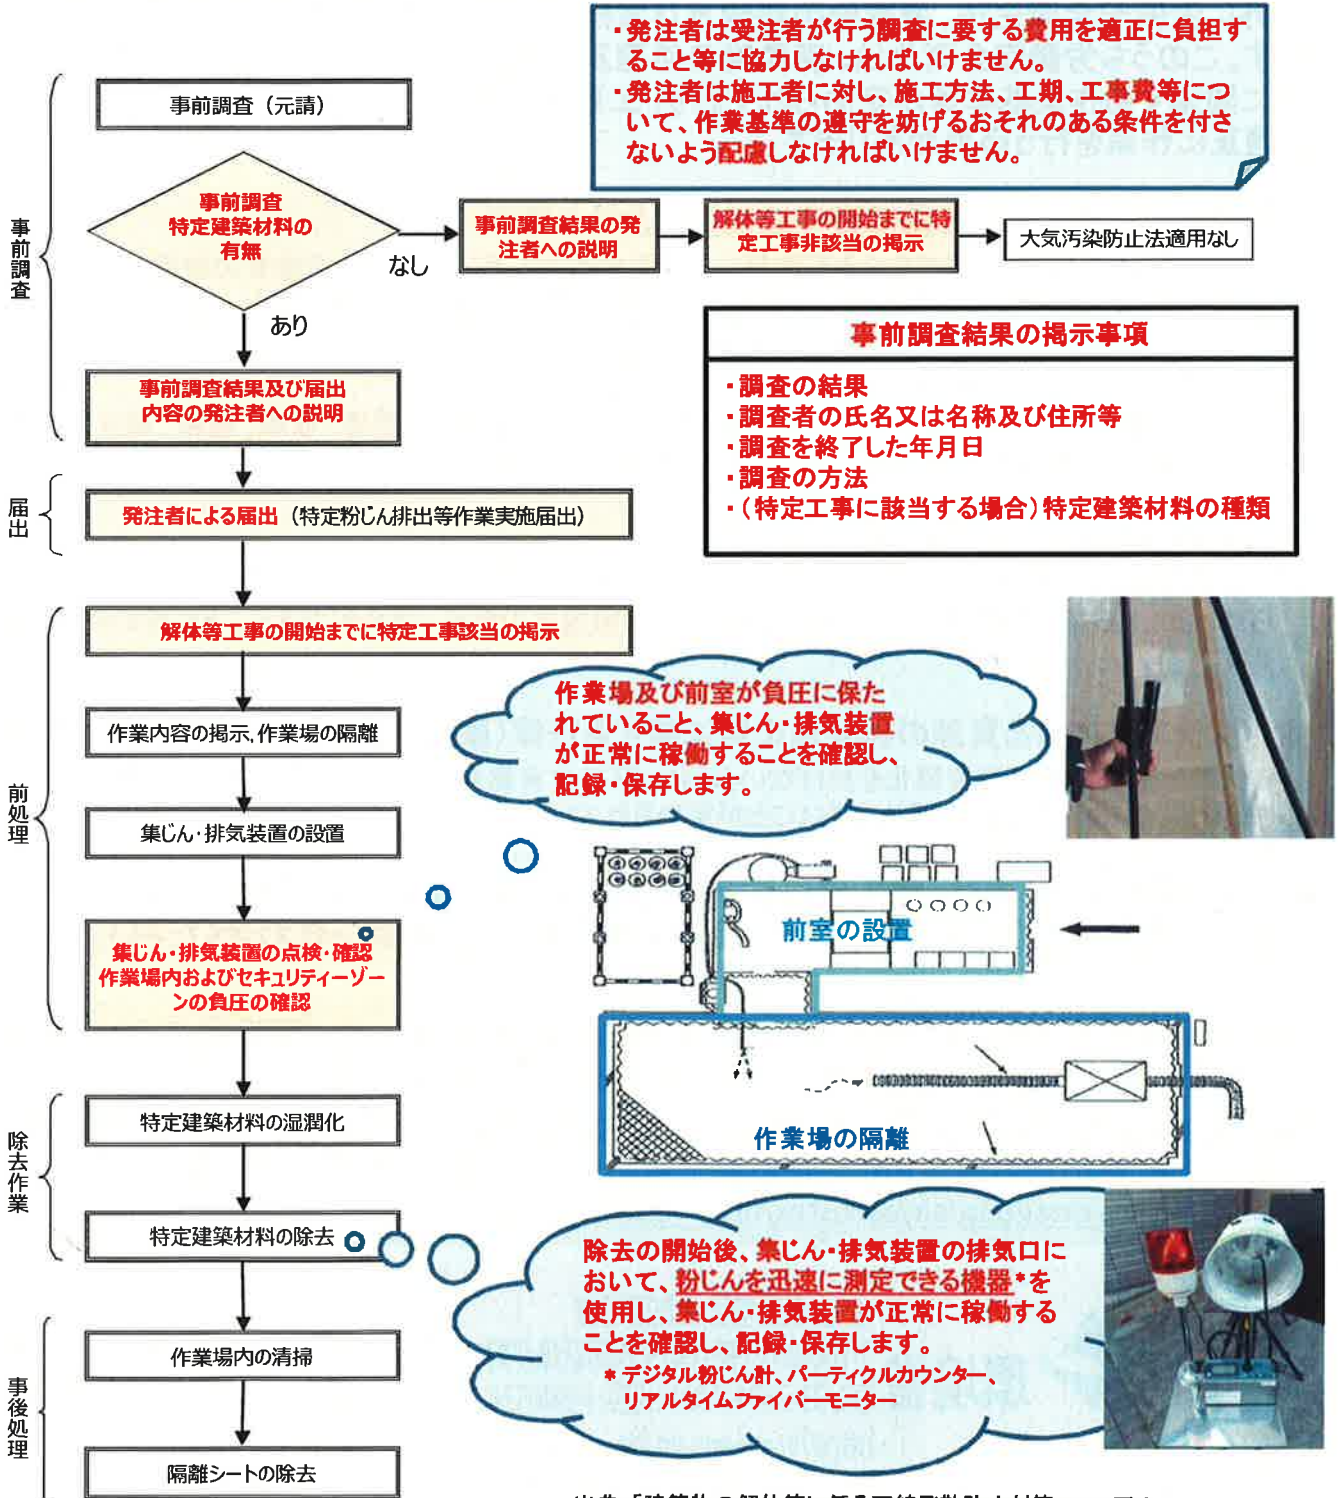 ・発注者は受注者が行う調査に要する費用を適正に負担す
ること等に協力しなければいけません。
・発注者は施工者に対し、施工方法、工期、工事費等につ
いて、作業基準の遵守を妨げるおそれのある条件を付さ
ないよう配慮しなければいけません。
事前調査
事前調査（元請）
事前調査
特定建築材料の
有無
なし
事前調査結果の発
注者への説明
解体等工事の開始までに特
定工事非該当の掲示
大気汚染防止法適用なし
あり
事前調査結果及び届出
内容の発注者への説明
事前調査結果の掲示事項
・調査の結果
・調査者の氏名又は名称及び住所等
・調査を終了した年月日
・調査の方法
・（特定工事に該当する場合）特定建築材料の種類
届出
発注者による届出（特定粉じん排出等作業実施届出）
前処理
解体等工事の開始までに特定工事該当の掲示
作業内容の掲示,作業場の隔離
集じん・排気装置の設置
集じん・排気装置の点検・確認
作業場内およびセキュリティーゾー
ンの負圧の確認
作業場及び前室が負圧に保た
れていること、集じん・排気装置
が正常に稼働することを確認し、
記録・保存します。
前室の設置
作業場の隔離
除去作業
特定建築材料の湿潤化
特定建築材料の除去
除去の開始後、集じん・排気装置の排気口に
おいて、粉じんを迅速に測定できる機器*を
使用し、集じん・排気装置が正常に稼働する
ことを確認し、記録・保存します。
* デジタル粉じん計、パーティクルカウンター、
リアルタイムファイバーモニター
事後処理
作業場内の清掃
隔離シートの除去